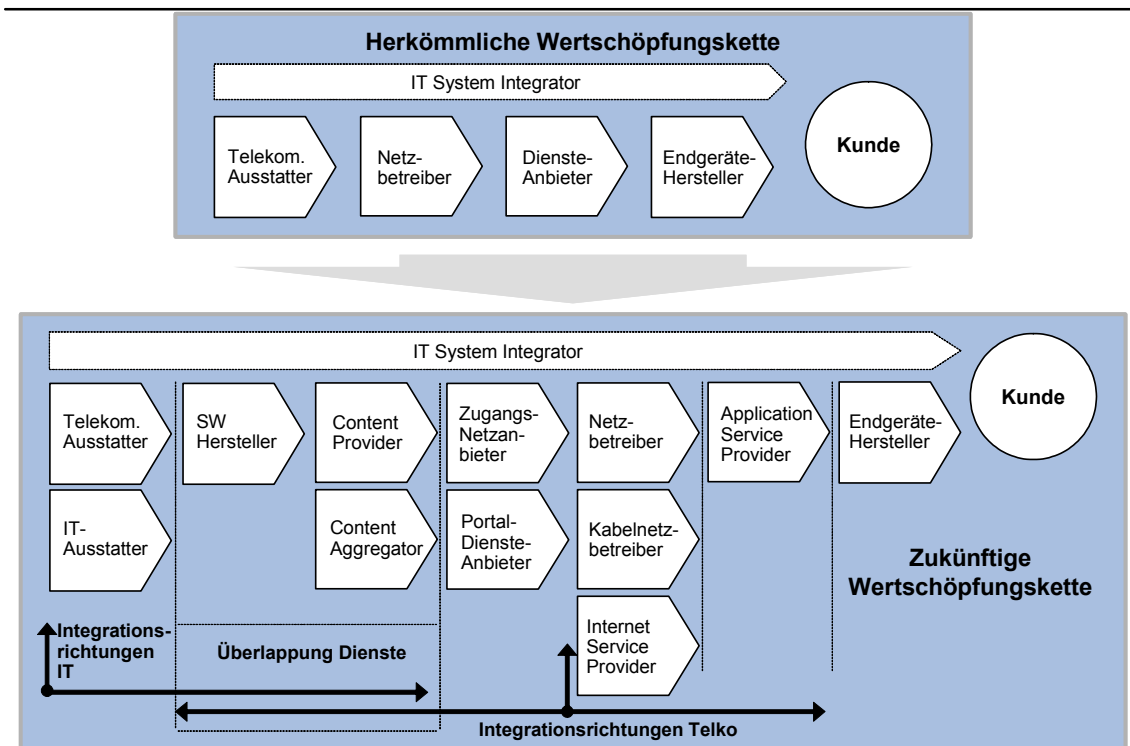 Herkömmliche Wertschöpfungskette
IT System Integrator
Telekom.
Ausstatter
Netz-
betreiber
Dienste-
Anbieter
Endgeräte-
Hersteller
Kunde
IT System Integrator
Kunde
Telekom.
Ausstatter
SW
Hersteller
Content
Provider
Zugangs-
Netzan-
bieter
Netz-
betreiber
Application
Service
Provider
Endgeräte-
Hersteller
IT-
Ausstatter
Content
Aggregator
Portal-
Dienste-
Anbieter
Kabelnetz-
betreiber
Zukünftige
Wertschöpfungskette
Integrations-
richtungen
IT
Überlappung Dienste
Internet
Service
Provider
Integrationsrichtungen Telko